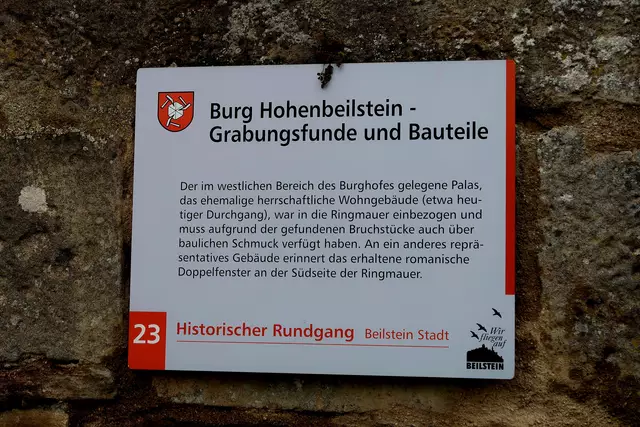 Burg Hohenbeilstein -
Grabungsfunde und Bauteile
Der im westlichen Bereich des Burghofes gelegene Palas,
das ehemalige herrschaftliche Wohngebäude (etwa heu-
tiger Durchgang), war in die Ringmauer einbezogen und
muss aufgrund der gefundenen Bruchstücke auch über
baulichen Schmuck verfügt haben. An ein anderes reprä-
sentatives Gebäude erinnert das erhaltene romanische
Doppelfenster an der Südseite der Ringmauer.
23 Historischer Rundgang Beilstein Stadt
Wir
fliegen
auf
BEILSTEIN